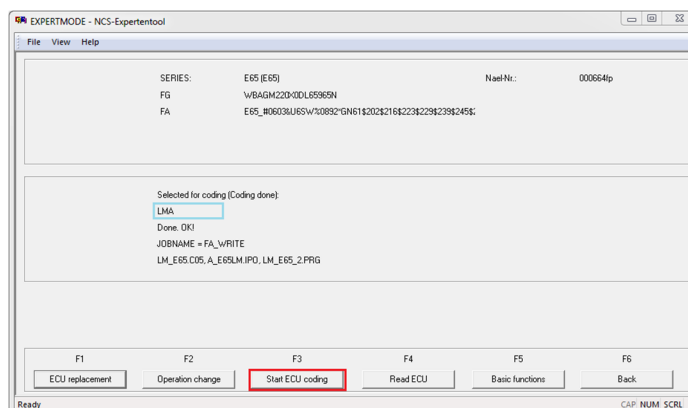 EXPERTMODE - NCS-Expertentool
File View Help
SERIES: E65 (E65) Nael-Nr.: 000664fp
FG WBAGM220X0DL65965N
FA E65_#0603&U6SW%0892*GN61$202$216$223$229$239$245$:
Selected for coding (Coding done):
LMA
Done. OK!
JOBNAME = FA_WRITE
LM_E65.C05, A_E65LM.IPO, LM_E65_2.PRG
F1 F2 F3 F4 F5 F6
ECU replacement Operation change Start ECU coding Read ECU Basic functions Back
Ready CAP NUM SCRL